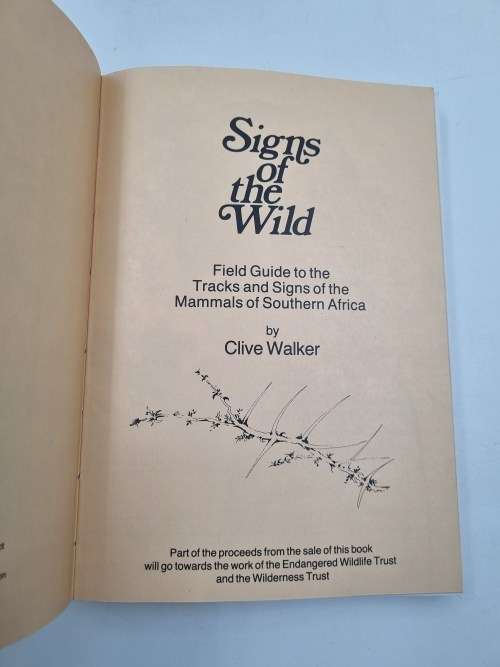 Signs
of
the
Wild
Field Guide to the
Tracks and Signs of the
Mammals of Southern Africa
by
Clive Walker
Part of the proceeds from the sale of this book
will go towards the work of the Endangered Wildlife Trust
and the Wilderness Trust